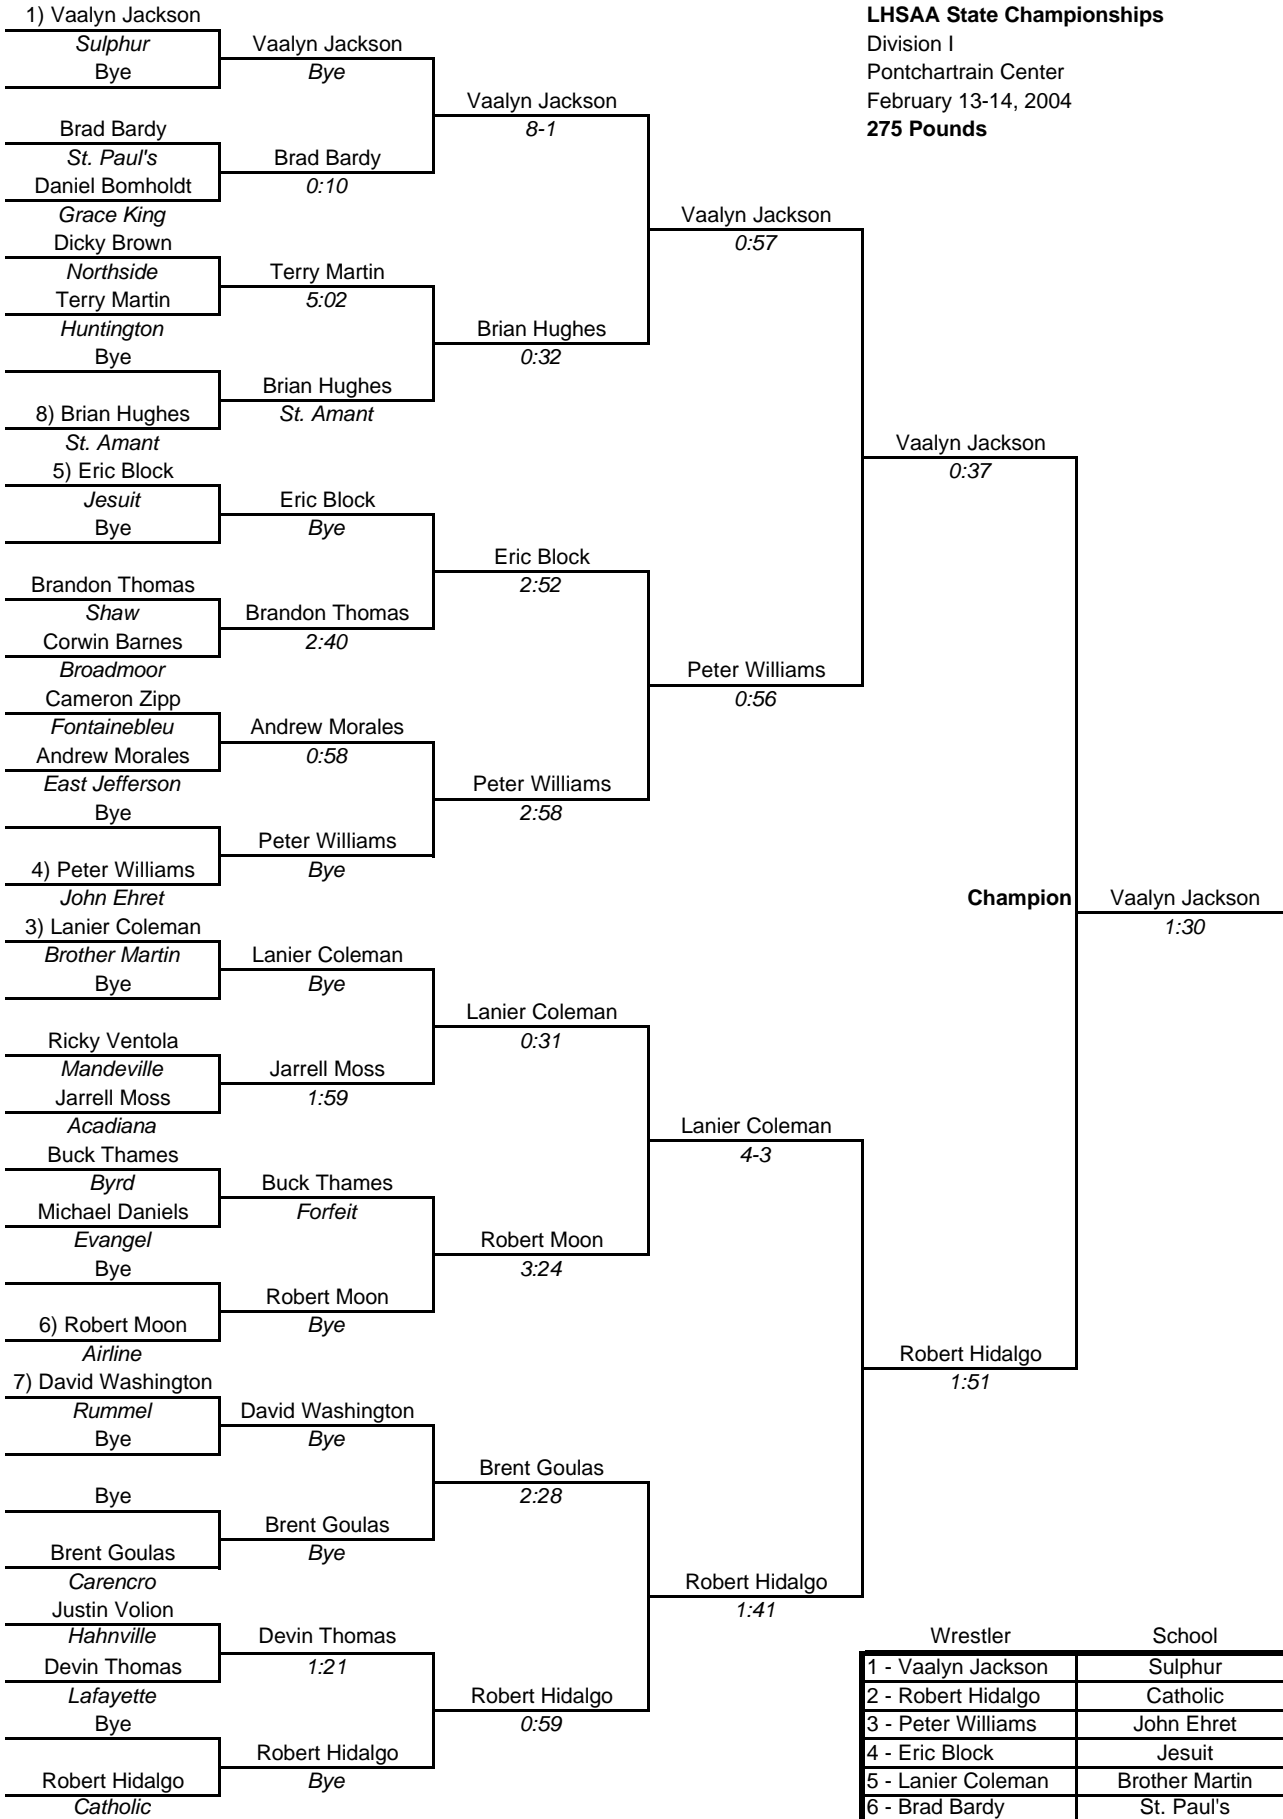 1) Vaalyn Jackson
Sulphur
Bye
Brad Bardy
St. Paul's
Daniel Bomholdt
Grace King
Dicky Brown
Northside
Terry Martin
Huntington
Bye
8) Brian Hughes
St. Amant
5) Eric Block
Jesuit
Bye
Brandon Thomas
Shaw
Corwin Barnes
Broadmoor
Cameron Zipp
Fontainebleu
Andrew Morales
East Jefferson
Bye
4) Peter Williams
John Ehret
3) Lanier Coleman
Brother Martin
Bye
Ricky Ventola
Mandeville
Jarrell Moss
Acadiana
Buck Thames
Byrd
Michael Daniels
Evangel
Bye
6) Robert Moon
Airline
7) David Washington
Rummel
Bye
Bye
Brent Goulas
Carencro
Justin Volion
Hahnville
Devin Thomas
Lafayette
Bye
Robert Hidalgo
Catholic
Vaalyn Jackson
Bye
Brad Bardy
0:10
Terry Martin
5:02
Brian Hughes
St. Amant
Eric Block
Bye
Brandon Thomas
2:40
Andrew Morales
0:58
Peter Williams
Bye
Lanier Coleman
Bye
Jarrell Moss
1:59
Buck Thames
Forfeit
Robert Moon
Bye
David Washington
Bye
Brent Goulas
Bye
Devin Thomas
1:21
Robert Hidalgo
Bye
Vaalyn Jackson
8-1
Brian Hughes
0:32
Eric Block
2:52
Peter Williams
2:58
Lanier Coleman
0:31
Robert Moon
3:24
Brent Goulas
2:28
Robert Hidalgo
0:59
Vaalyn Jackson
0:57
Peter Williams
0:56
Lanier Coleman
4-3
Robert Hidalgo
1:41
LHSAA State Championships
Division I
Pontchartrain Center
February 13-14, 2004
275 Pounds
Vaalyn Jackson
0:37
Robert Hidalgo
1:51
Champion
Vaalyn Jackson
1:30
Wrestler School
1 - Vaalyn Jackson Sulphur
2 - Robert Hidalgo Catholic
3 - Peter Williams John Ehret
4 - Eric Block Jesuit
5 - Lanier Coleman Brother Martin
6 - Brad Bardy St. Paul's